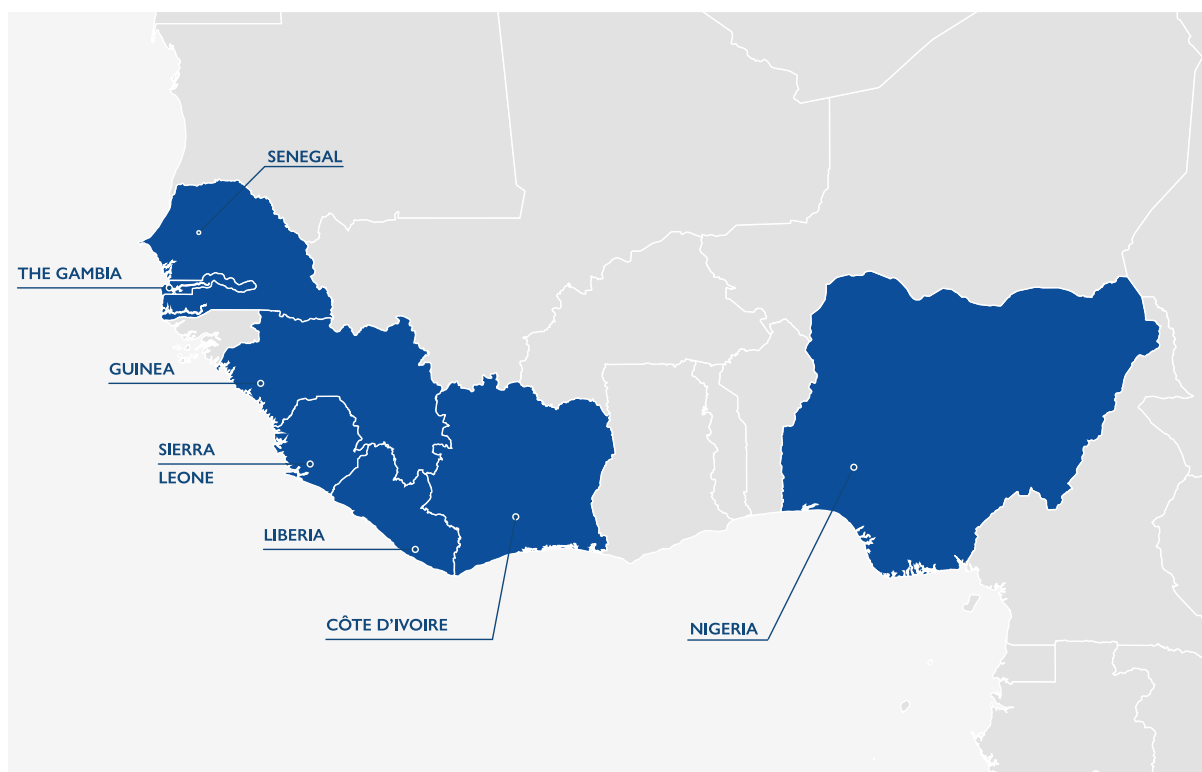 SENEGAL
THE GAMBIA
GUINEA
SIERRA
LEONE
LIBERIA
CÔTE D'IVOIRE
NIGERIA